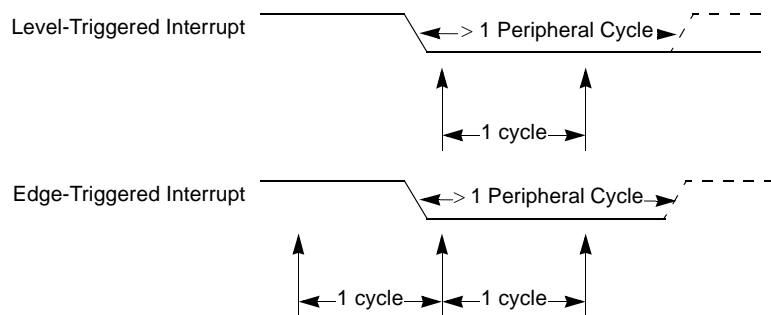 Level-Triggered Interrupt
> 1 Peripheral Cycle
1 cycle
Edge-Triggered Interrupt
> 1 Peripheral Cycle
1 cycle
1 cycle